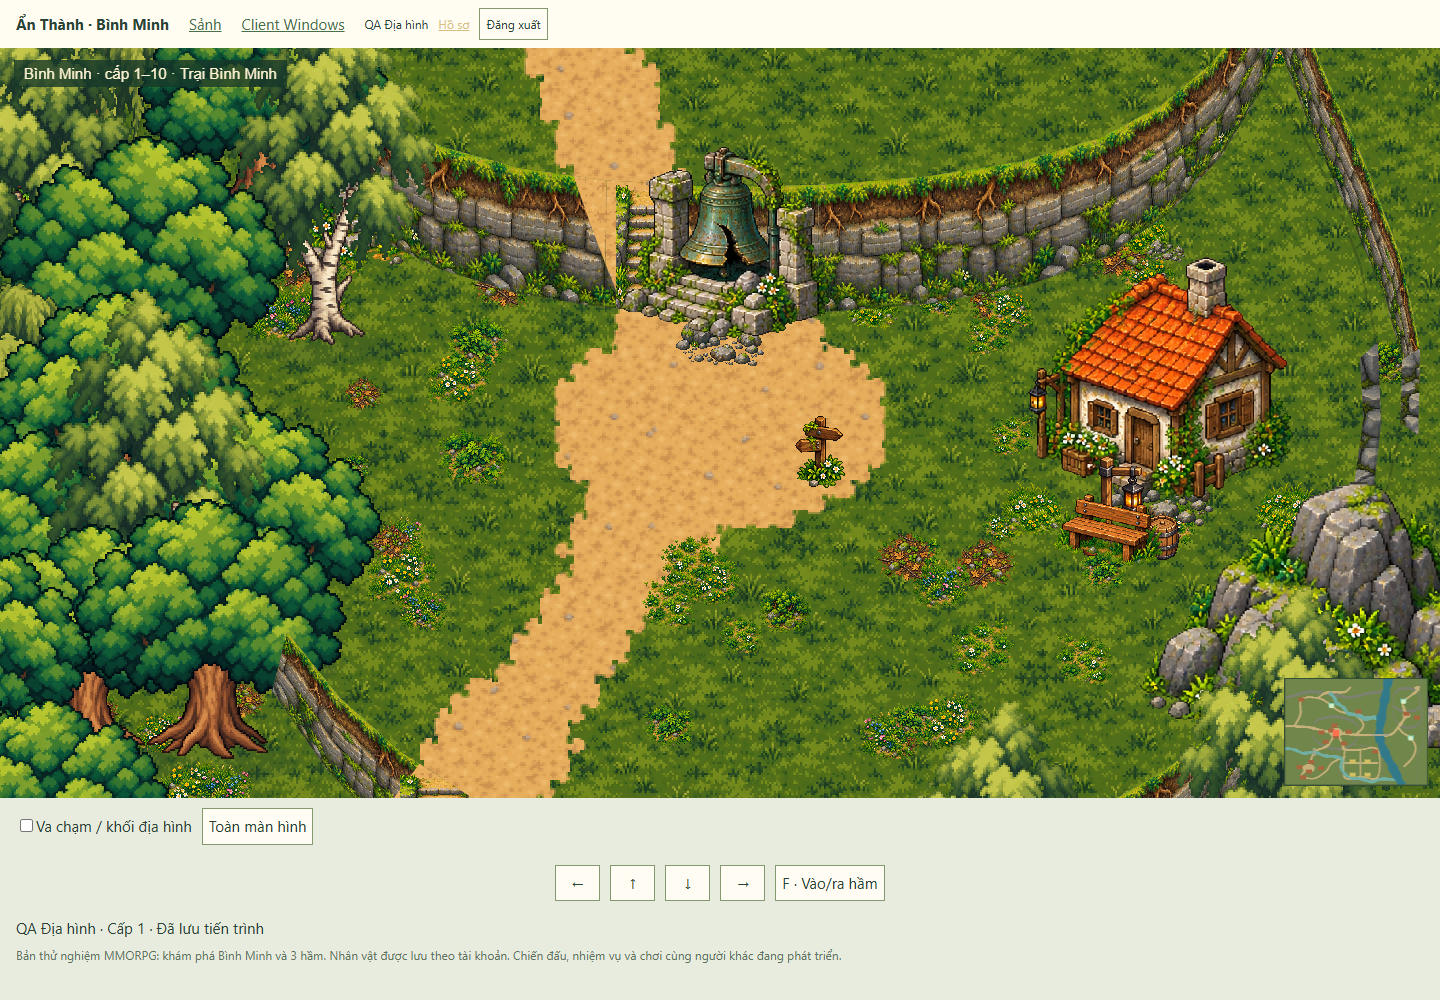 Ẩn Thành · Bình Minh Sảnh Client Windows QA Địa hình Hồ sơ Đăng xuất
Bình Minh · cấp 1–10 · Trại Bình Minh
Va chạm / khối địa hình Toàn màn hình
← ↑ ↓ → F · Vào/ra hầm
QA Địa hình · Cấp 1 · Đã lưu tiến trình
Bản thử nghiệm MMORPG: khám phá Bình Minh và 3 hầm. Nhân vật được lưu theo tài khoản. Chiến đấu, nhiệm vụ và chơi cùng người khác đang phát triển.